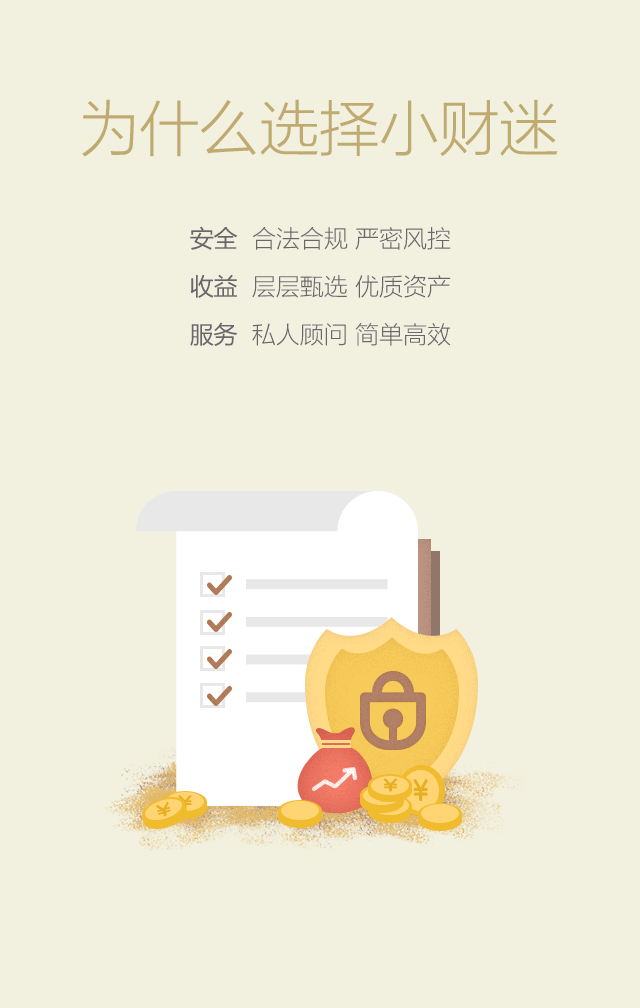 为什么选择小财迷
安全 合法合规 严密风控
收益 层层甄选 优质资产
服务 私人顾问 简单高效